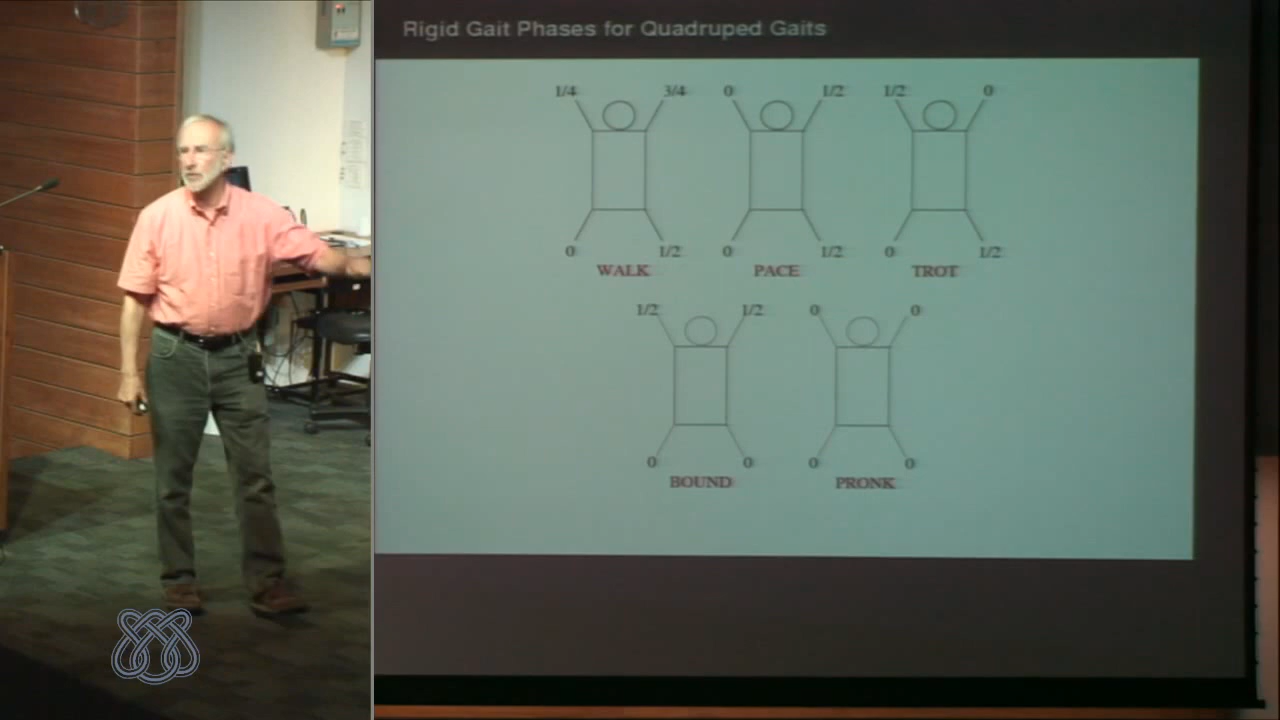 Rigid Gait Phases for Quadruped Gaits
1/4 3/4 0 1/2 1/2 0
0 1/2 0 1/2 0 1/2
WALK PACE TROT
1/2 1/2 0 0
0 0 0 0
BOUND PRONK